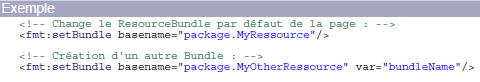 Exemple
<!-- Change le ResourceBundle par défaut de la page : -->
<fmt:setBundle basename="package.MyRessource"/>
<!-- Création d'un autre Bundle : -->
<fmt:setBundle basename="package.MyOtherRessource" var="bundleName"/>